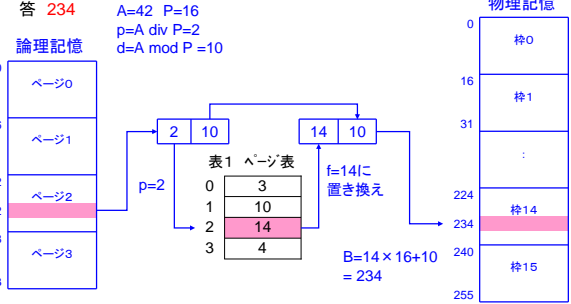 答 234
A=42 P=16
p=A div P=2
d=A mod P =10
論理記憶
ページ0
ページ1
ページ2
ページ3
2 10
p=2
表1 ページ表
0 3
1 10
2 14
3 4
14 10
f=14に
置き換え
B=14×16+10
= 234
物理記憶
0
枠0
16
枠1
31
:
224
枠14
234
240
枠15
255